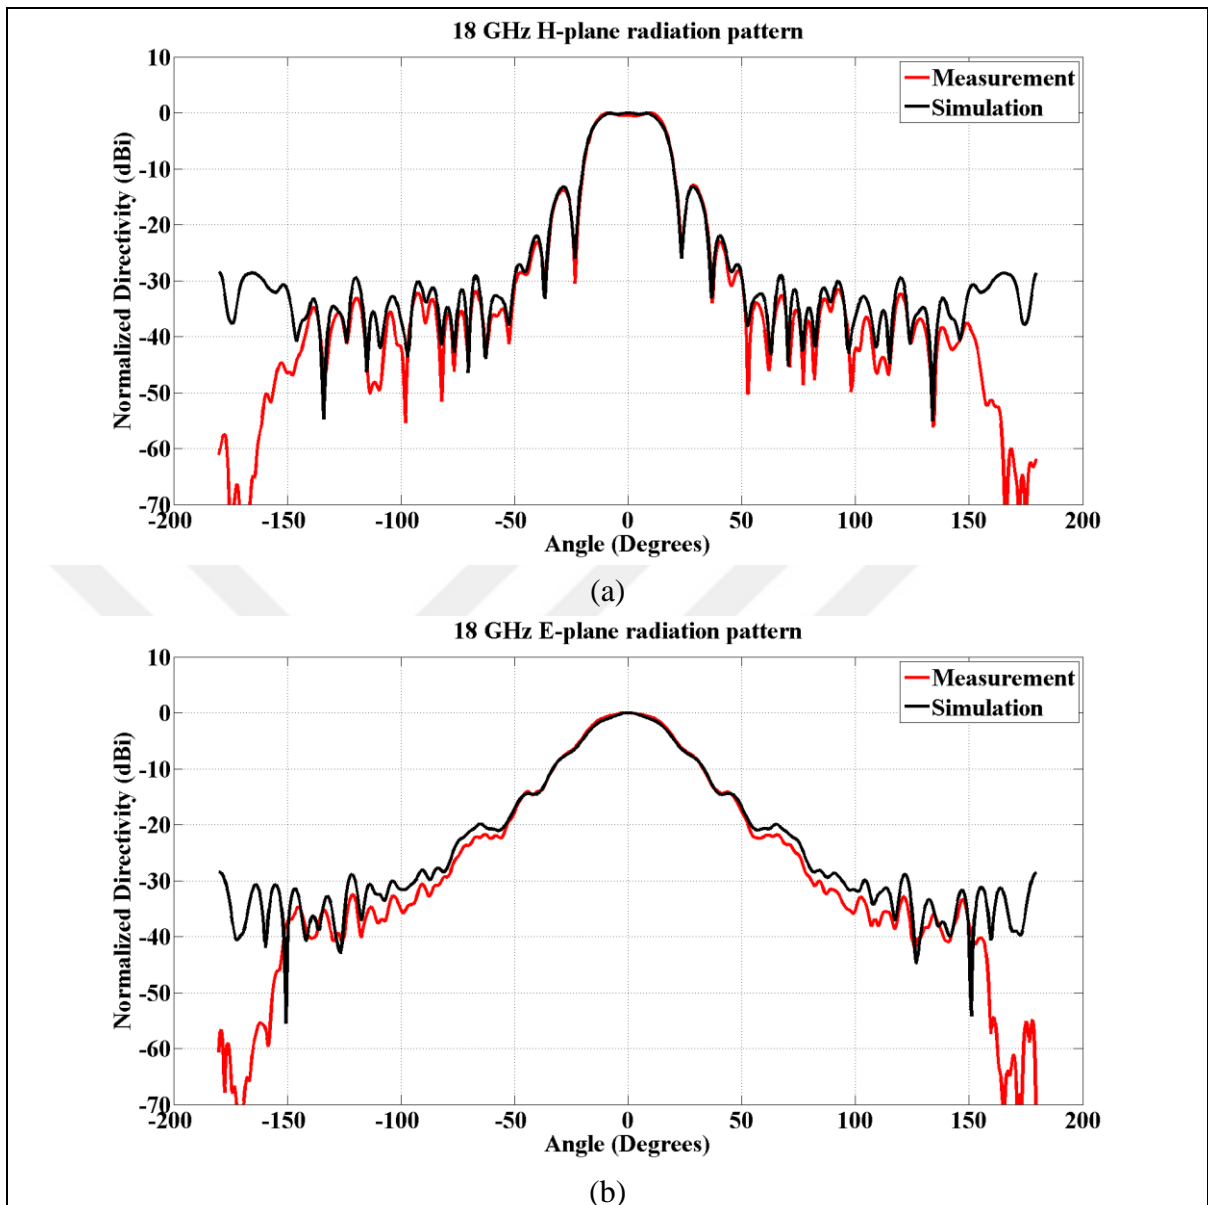 18 GHz H-plane radiation pattern
Normalized Directivity (dBi)
10
0
-10
-20
-30
-40
-50
-60
-70
Measurement
Simulation
-200 -150 -100 -50 0 50 100 150 200
Angle (Degrees)
(a)
18 GHz E-plane radiation pattern
Normalized Directivity (dBi)
10
0
-10
-20
-30
-40
-50
-60
-70
Measurement
Simulation
-200 -150 -100 -50 0 50 100 150 200
Angle (Degrees)
(b)